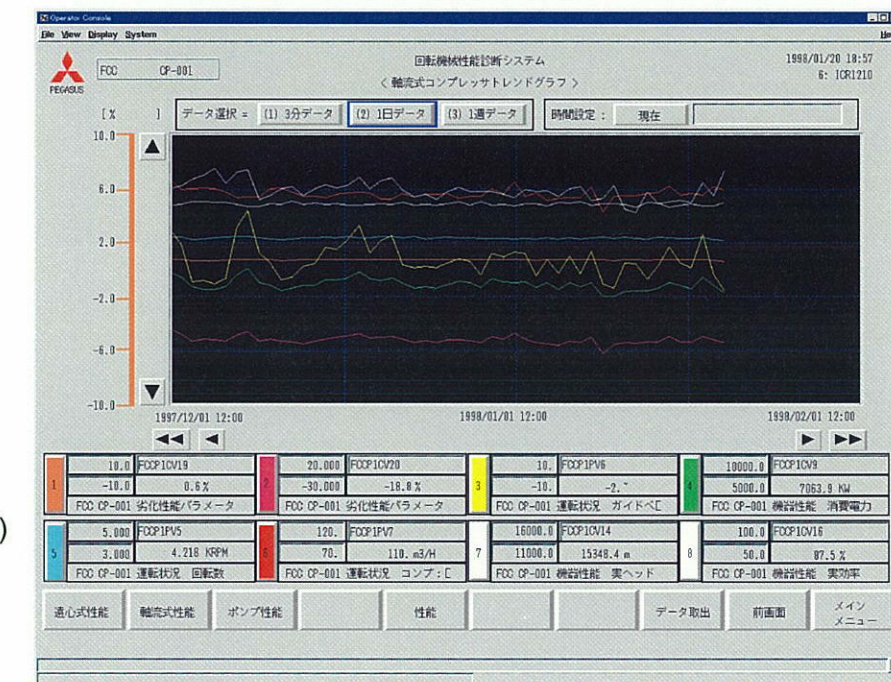 Operator Console
File View Display System
PEGASUS
FCC CP-001
回転機械性能診断システム
〈 軸流式コンプレッサトレンドグラフ 〉
1998/01/20 18:57
6: ICR1210
[ % ]
データ選択 = (1) 3分データ (2) 1日データ (3) 1週データ
時間設定 : 現在
10.0
6.0
2.0
-2.0
-6.0
-10.0
1997/12/01 12:00 1998/01/01 12:00 1998/02/01 12:00
1 10.0 FCCP1CV19
-10.0 0.6 %
FCC CP-001 劣化性能パラメータ
2 20.000 FCCP1CV20
-30.000 -18.8 %
FCC CP-001 劣化性能パラメータ
3 10. FCCP1PV6
-10. -2.
FCC CP-001 運転状況 ガイドベ
4 10000.0 FCCP1CV9
5000.0 7063.9 KW
FCC CP-001 機器性能 消費電力
5 5.000 FCCP1PV5
3.000 4.218 KRPM
FCC CP-001 運転状況 回転数
6 120. FCCP1PV7
70. 110. m3/H
FCC CP-001 運転状況 コンプ:
7 16000.0 FCCP1CV14
11000.0 15348.4 m
FCC CP-001 機器性能 実ヘッド
8 100.0 FCCP1CV16
50.0 87.5 %
FCC CP-001 機器性能 実効率
遠心式性能 軸流式性能 ポンプ性能 性能 データ取出 前画面 メイン
メニュー
)